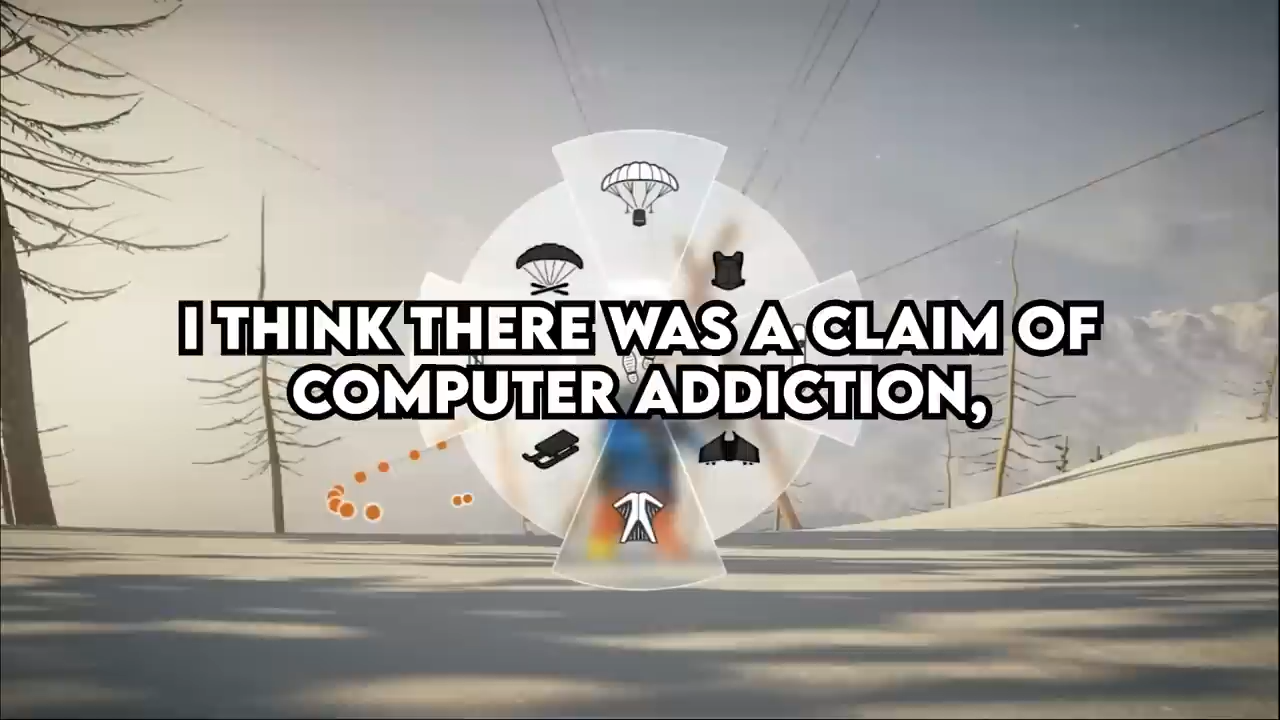 I THINK THERE WAS A CLAIM OF
COMPUTER ADDICTION,